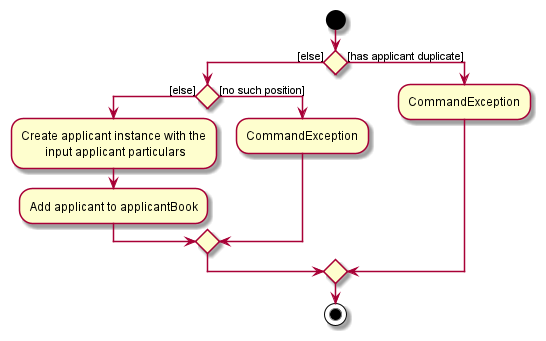 [else]
[has applicant duplicate]
[else]
[no such position]
CommandException
Create applicant instance with the
input applicant particulars
CommandException
Add applicant to applicantBook